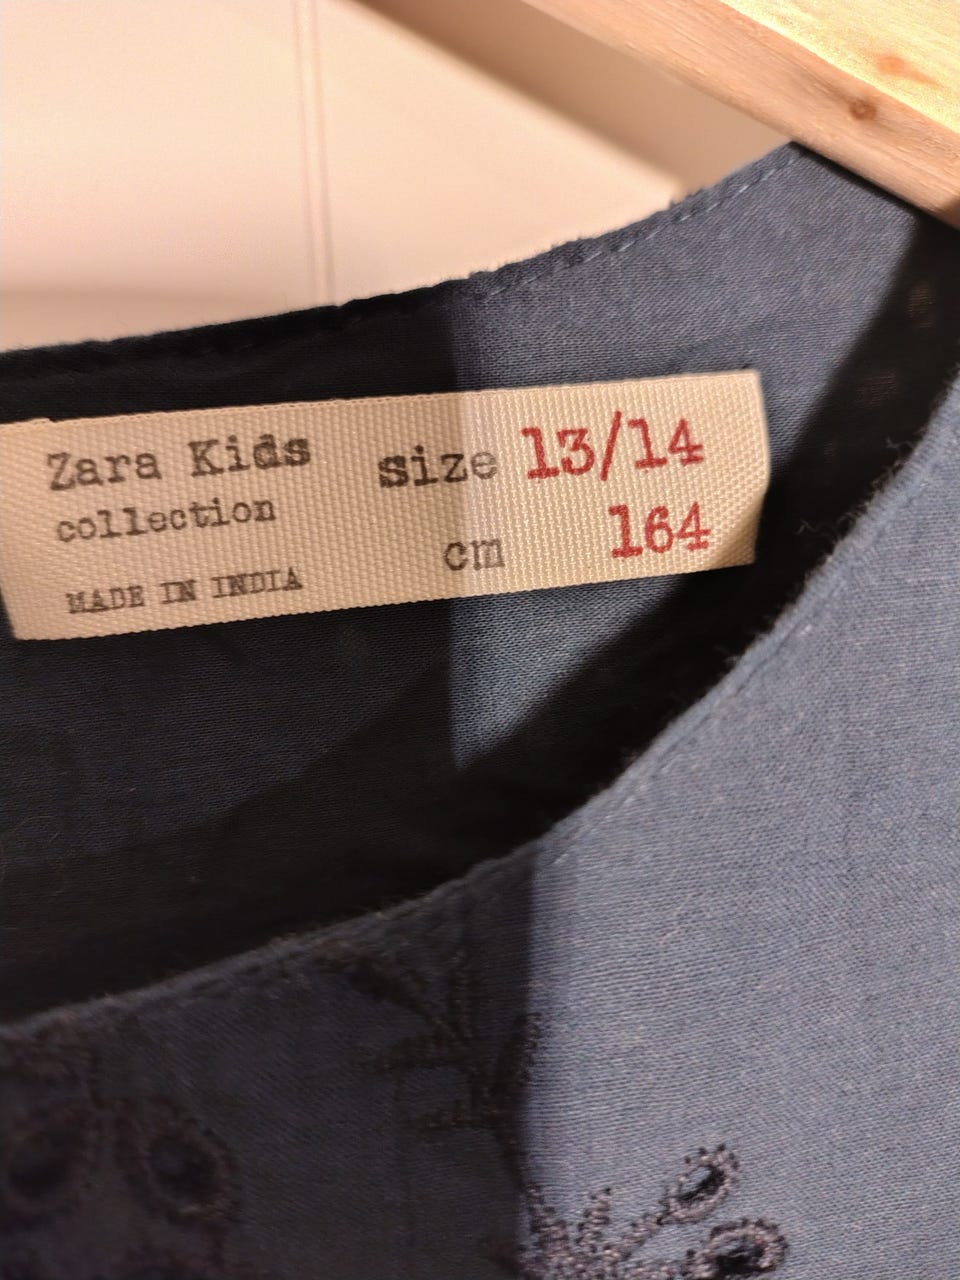 Zara Kids
collection
MADE IN INDIA
size 13/14
cm 164